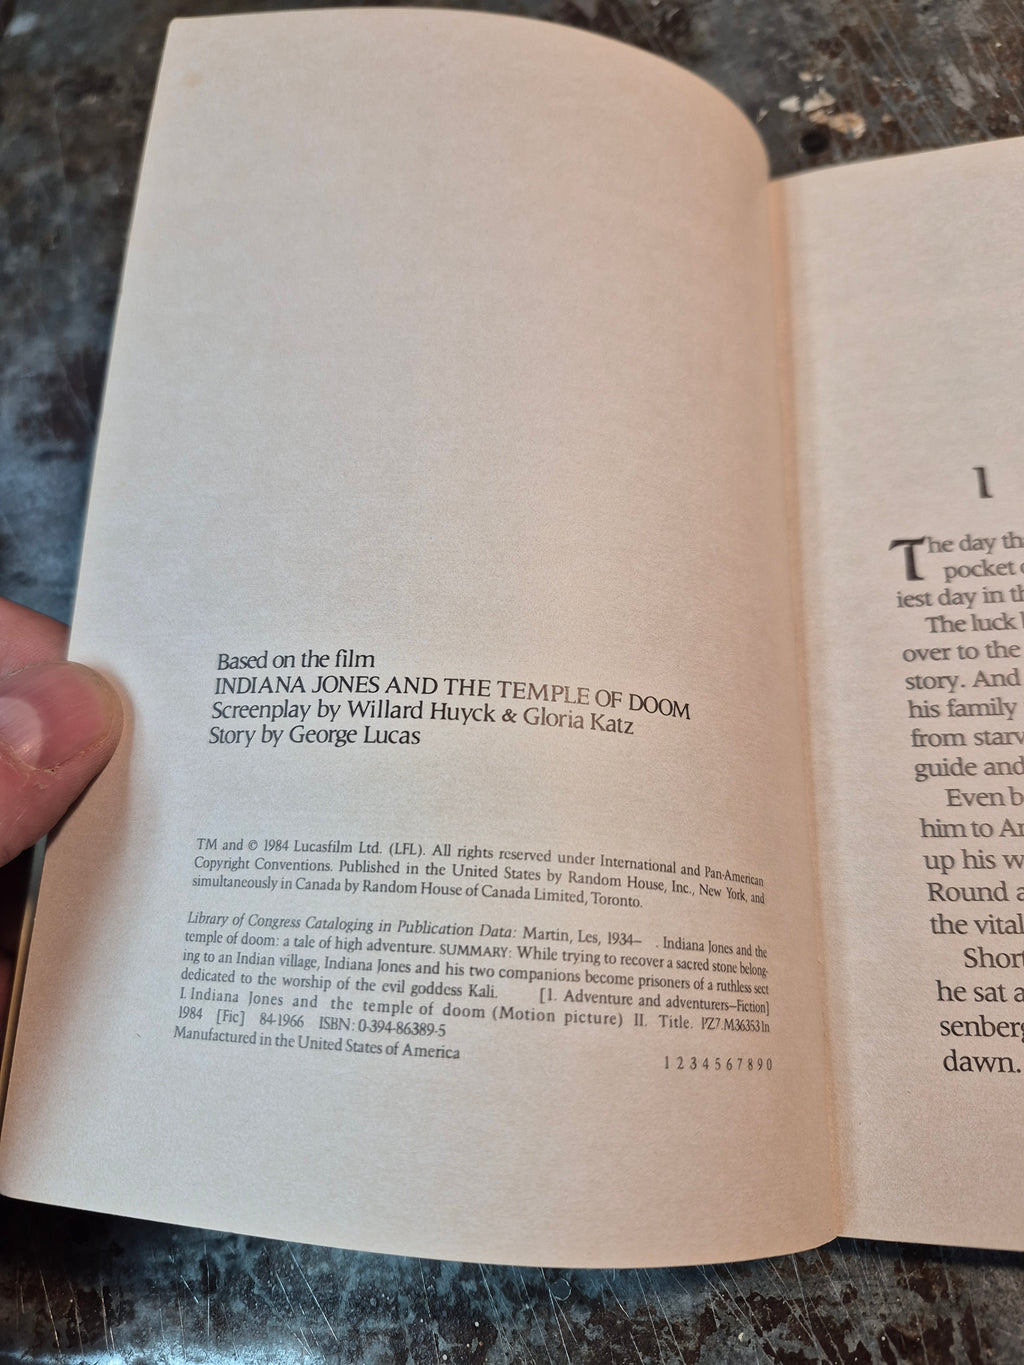 Based on the film
INDIANA JONES AND THE TEMPLE OF DOOM
Screenplay by Willard Huyck & Gloria Katz
Story by George Lucas
TM and © 1984 Lucasfilm Ltd. (LFL). All rights reserved under International and Pan-American
Copyright Conventions. Published in the United States by Random House, Inc., New York, and
simultaneously in Canada by Random House of Canada Limited, Toronto.
Library of Congress Cataloging in Publication Data: Martin, Les, 1934– . Indiana Jones and the
temple of doom: a tale of high adventure. SUMMARY: While trying to recover a sacred stone belong-
ing to an Indian village, Indiana Jones and his two companions become prisoners of a ruthless sect
dedicated to the worship of the evil goddess Kali. [1. Adventure and adventurers—Fiction]
I. Indiana Jones and the temple of doom (Motion picture) II. Title. PZ7.M36353In
1984 [Fic] 84-1966 ISBN: 0-394-86389-5
Manufactured in the United States of America
1 2 3 4 5 6 7 8 9 0
1
The day tha
pocket
iest day in th
The luck
over to the
story. And
his family
from starv
guide and
Even b
him to An
up his w
Round a
the vital
Short
he sat a
senberg
dawn.